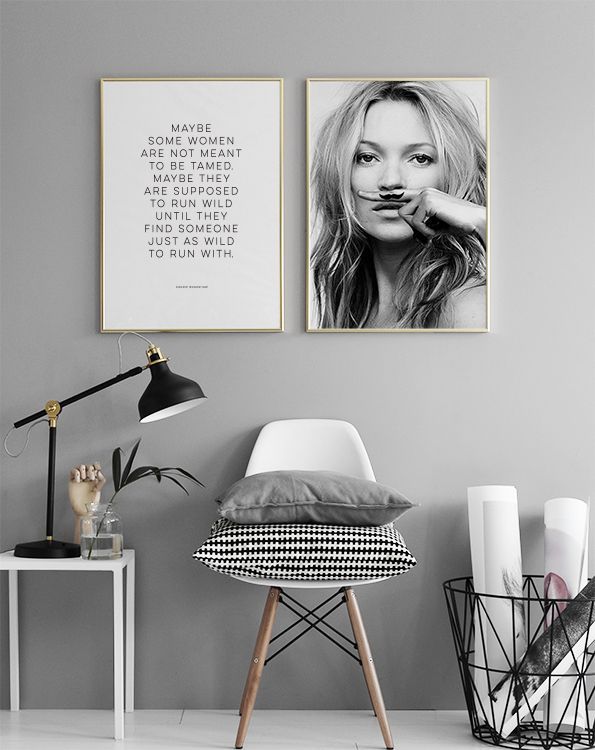 MAYBE
SOME WOMEN
ARE NOT MEANT
TO BE TAMED.
MAYBE THEY
ARE SUPPOSED
TO RUN WILD
UNTIL THEY
FIND SOMEONE
JUST AS WILD
TO RUN WITH.